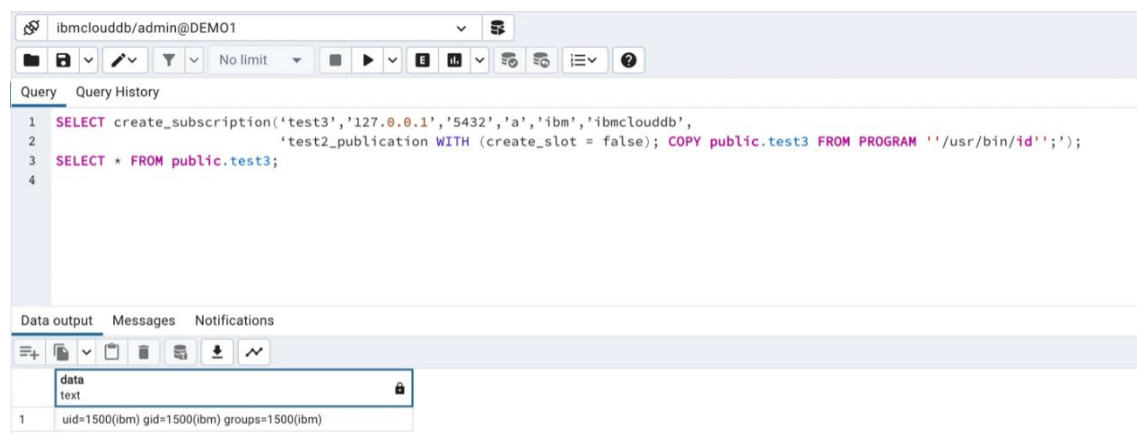 ibmclouddb/admin@DEMO1
No limit
Query Query History
1 SELECT create_subscription(‘test3’,’127.0.0.1’,’5432’,’a’,’ibm’,’ibmclouddb’,
2 ‘test2_publication WITH (create_slot = false); COPY public.test3 FROM PROGRAM ’’/usr/bin/id’’;’);
3 SELECT * FROM public.test3;
4
Data output Messages Notifications
data
text
1 uid=1500(ibm) gid=1500(ibm) groups=1500(ibm)